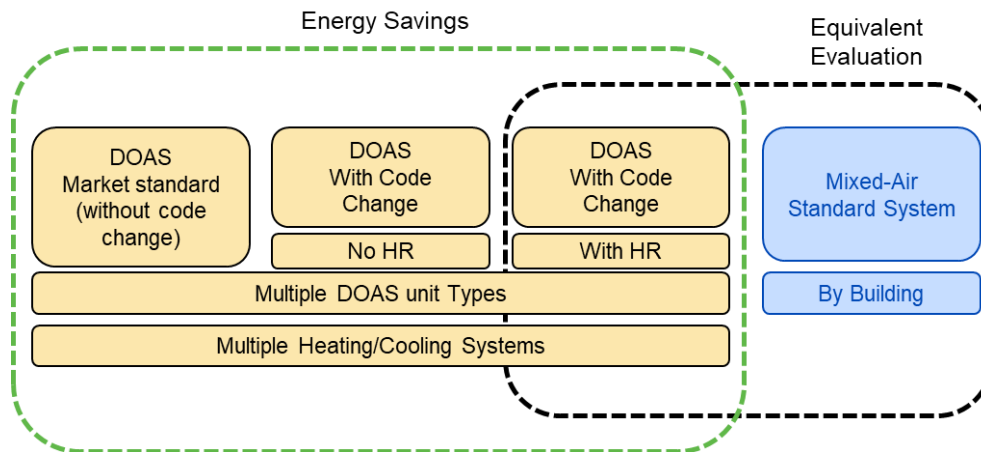 Energy Savings
Equivalent
Evaluation
DOAS
Market standard
(without code
change)
DOAS
With Code
Change
No HR
DOAS
With Code
Change
With HR
Mixed-Air
Standard System
By Building
Multiple DOAS unit Types
Multiple Heating/Cooling Systems